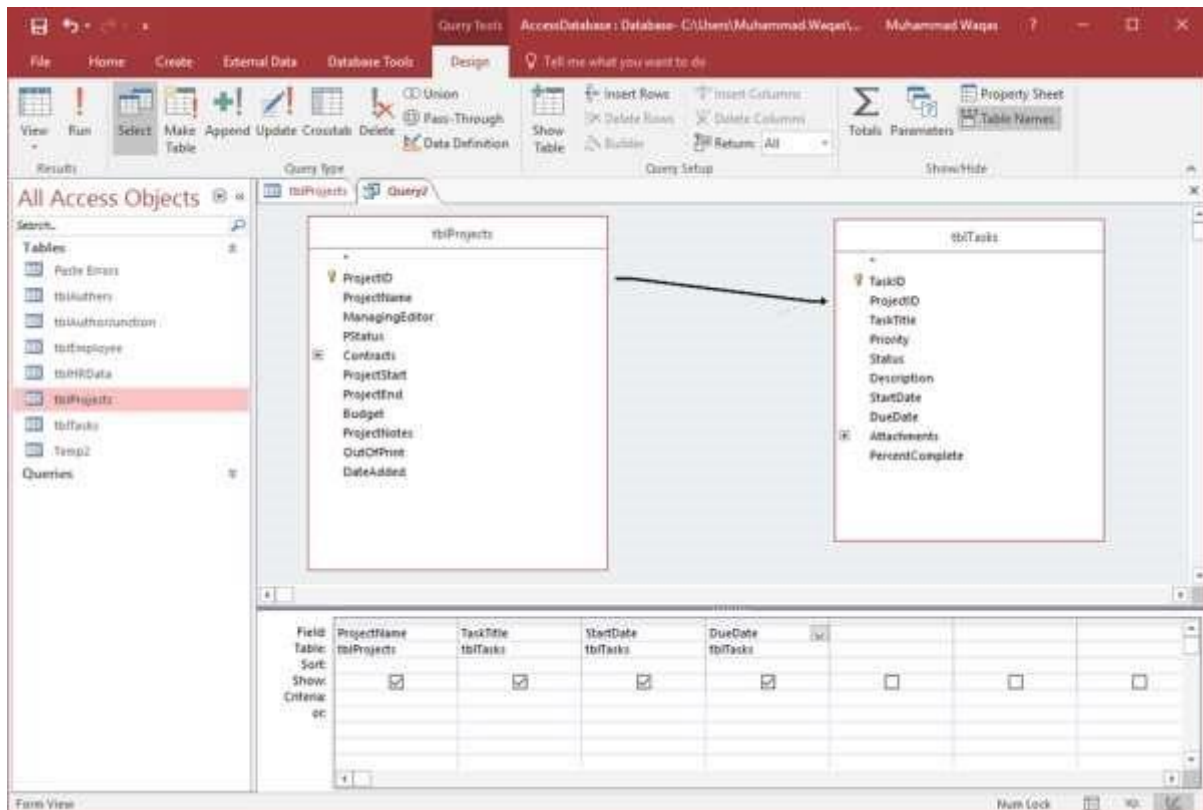 Query Tools AccessDatabase : Database- C:\Users\Muhammad.Waqas\... Muhammad Waqas ?
File Home Create External Data Database Tools Design Tell me what you want to do
View Run Select Make Table Append Update Crosstab Delete
Union
Pass-Through
Data Definition
Show Table
Insert Rows
Delete Rows
Builder
Insert Columns
Delete Columns
Return: All
Totals Parameters
Property Sheet
Table Names
Results Query Type Query Setup Show/Hide
All Access Objects
Search..
Tables
Paste Errors
tblAuthers
tblEmployee
tblHRData
tblProjects
tblTasks
Temp2
Queries
tblProjects Query2
tblProjects
*
ProjectID
ProjectName
ManagingEditor
PStatus
Contracts
ProjectStart
ProjectEnd
Budget
ProjectNotes
OutOfPrint
DateAdded
tblTasks
*
TaskID
ProjectID
TaskTitle
Priority
Status
Description
StartDate
DueDate
Attachments
PercentComplete
Field: ProjectName TaskTitle StartDate DueDate
Table: tblProjects tblTasks tblTasks tblTasks
Sort:
Show:
Criteria:
or:
Form View Num Lock SQL